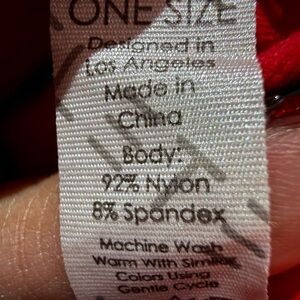 ONE SIZE
Designed in
Los Angeles
Made in
China
Body:
92% Nylon
8% Spandex
Machine Wash
Warm With Similar
Colors Using
Gentle Cycle